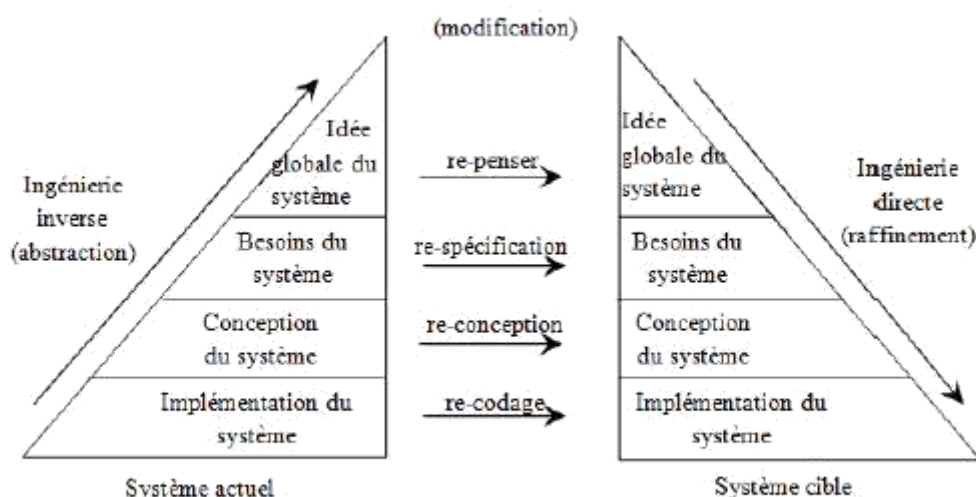 (modification)
Idée
globale du
système
Ingénierie
inverse
(abstraction)
re-penser
Idée
globale du
système
Ingénierie
directe
(raffinement)
Besoins du
système
re-spécification
Besoins du
système
Conception
du système
re-conception
Conception
du système
Implémentation du
système
re-codage
Implémentation du
système
Système actuel
Système cible